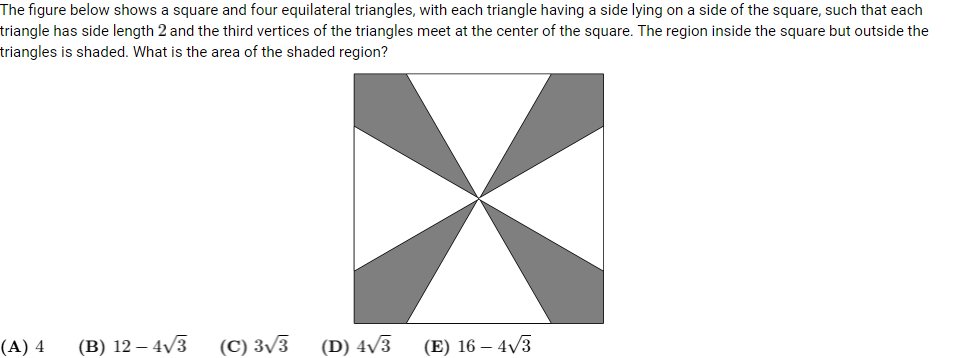 The figure below shows a square and four equilateral triangles, with each triangle having a side lying on a side of the square, such that each
triangle has side length 2 and the third vertices of the triangles meet at the center of the square. The region inside the square but outside the
triangles is shaded. What is the area of the shaded region?
(A) 4 (B) 12 − 4√3 (C) 3√3 (D) 4√3 (E) 16 − 4√3